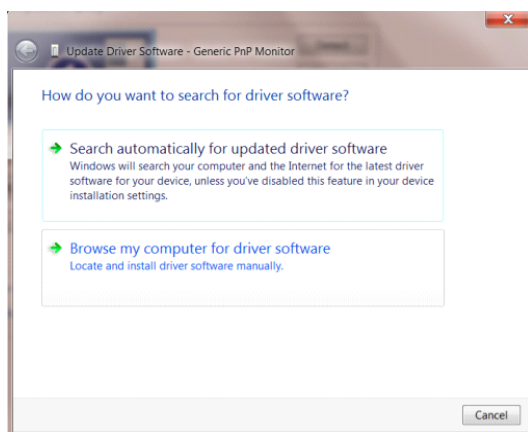 Update Driver Software - Generic PnP Monitor
How do you want to search for driver software?
Search automatically for updated driver software
Windows will search your computer and the Internet for the latest driver
software for your device, unless you've disabled this feature in your device
installation settings.
Browse my computer for driver software
Locate and install driver software manually.
Cancel